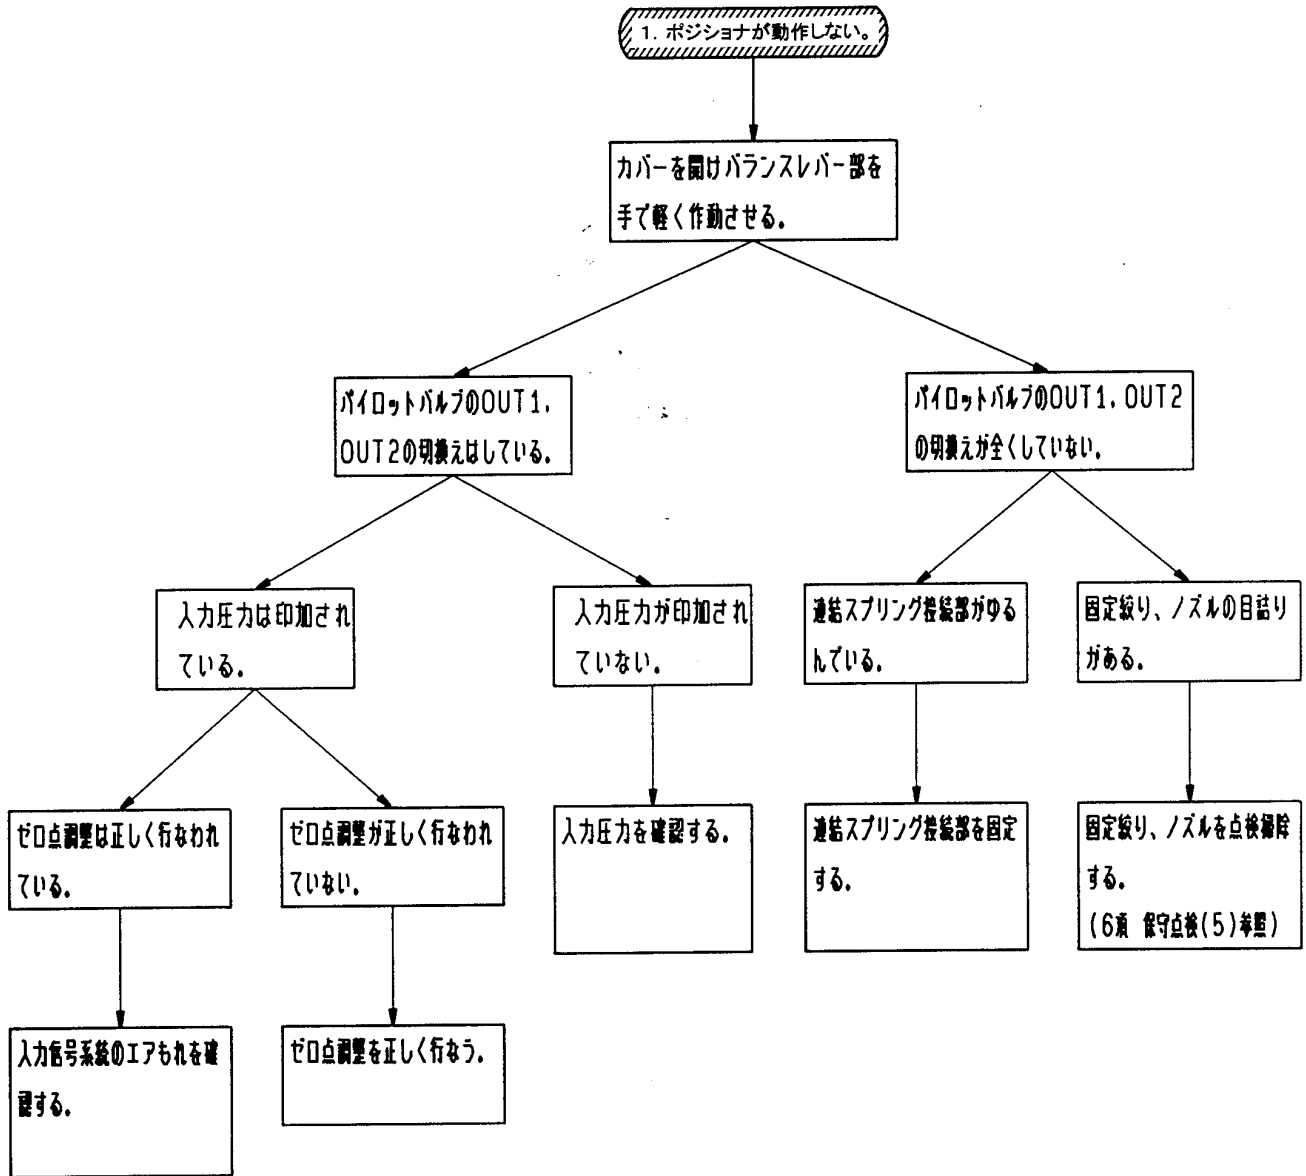 1. ポジショナが動作しない。
カバーを開けバランスレバー部を
手で軽く作動させる。
パイロットバルブのOUT1,
OUT2の切換えはしている。
パイロットバルブのOUT1,OUT2
の切換えが全くしていない。
入力圧力は印加され
ている。
入力圧力が印加され
ていない。
連結スプリング接続部がゆる
んでいる。
固定絞り、ノズルの目詰り
がある。
ゼロ点調整は正しく行なわれ
ている。
ゼロ点調整が正しく行なわれ
ていない。
入力圧力を確認する。
連結スプリング接続部を固定
する。
固定絞り、ノズルを点検掃除
する。
(6項 保守点検(5)参照)
入力信号系統のエアもれを確
認する。
ゼロ点調整を正しく行なう。